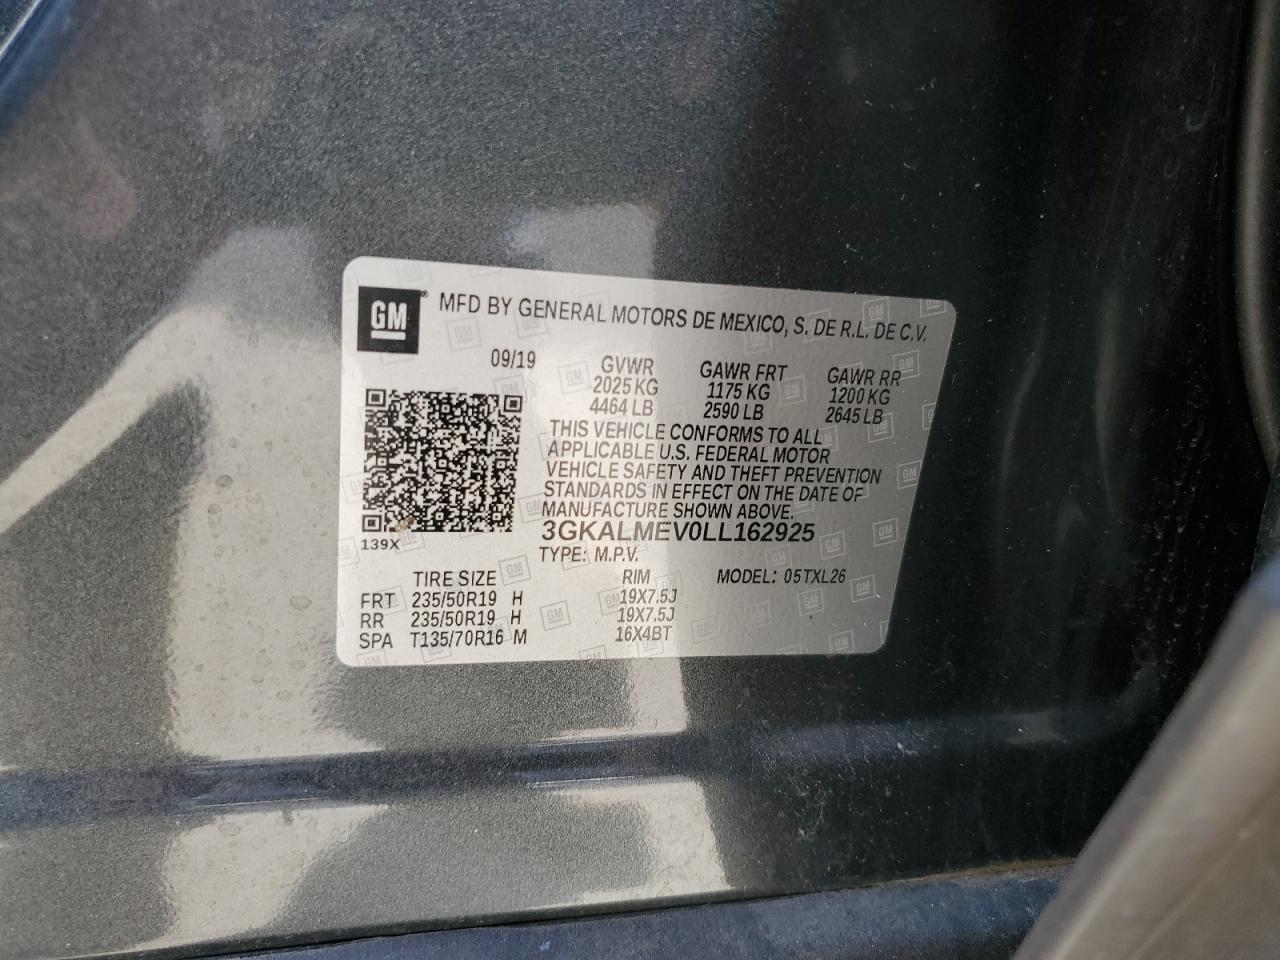 GM® MFD BY GENERAL MOTORS DE MEXICO, S. DE R.L. DE C.V.
09/19 GVWR GAWR FRT GAWR RR
2025 KG 1175 KG 1200 KG
4464 LB 2590 LB 2645 LB
THIS VEHICLE CONFORMS TO ALL
APPLICABLE U.S. FEDERAL MOTOR
VEHICLE SAFETY AND THEFT PREVENTION
STANDARDS IN EFFECT ON THE DATE OF
MANUFACTURE SHOWN ABOVE.
3GKALMEV0LL162925
139X
TYPE: M.P.V.
TIRE SIZE RIM MODEL: 05TXL26
FRT 235/50R19 H 19X7.5J
RR 235/50R19 H 19X7.5J
SPA T135/70R16 M 16X4BT